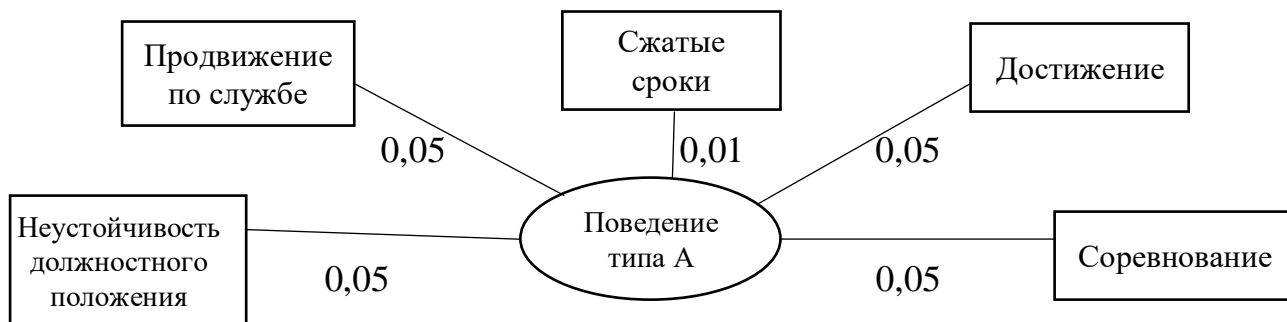 Продвижение
по службе
Сжатые
сроки
Достижение
0,05
0,01
0,05
Неустойчивость
должностного
положения
Поведение
типа А
Соревнование
0,05
0,05